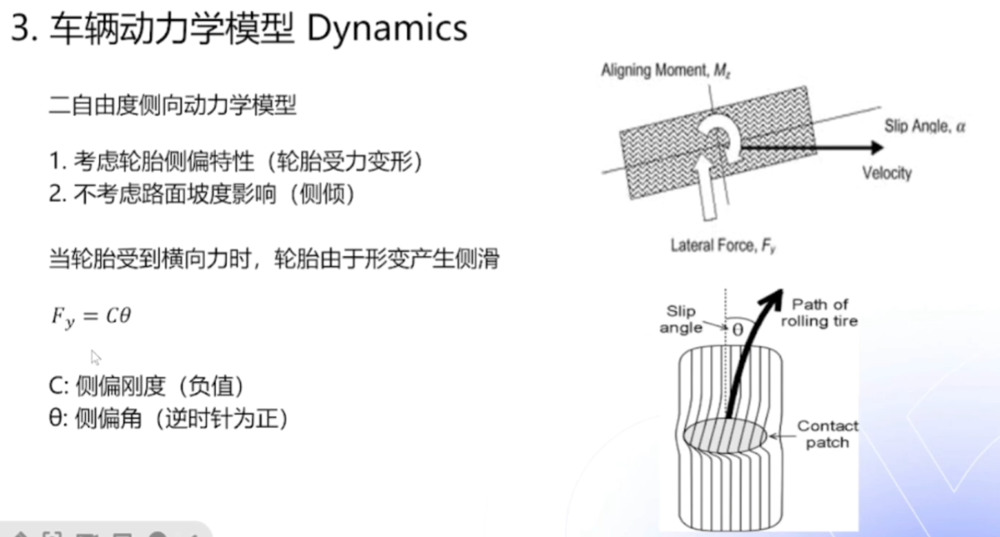 3. 车辆动力学模型 Dynamics
二自由度侧向动力学模型
1. 考虑轮胎侧偏特性（轮胎受力变形）
2. 不考虑路面坡度影响（侧倾）
当轮胎受到横向力时，轮胎由于形变产生侧滑
F_y = Cθ
C: 侧偏刚度（负值）
θ: 侧偏角（逆时针为正）
Aligning Moment, M_z
Slip Angle, α
Velocity
Lateral Force, F_y
Slip
angle
θ
Path of
rolling tire
Contact
patch